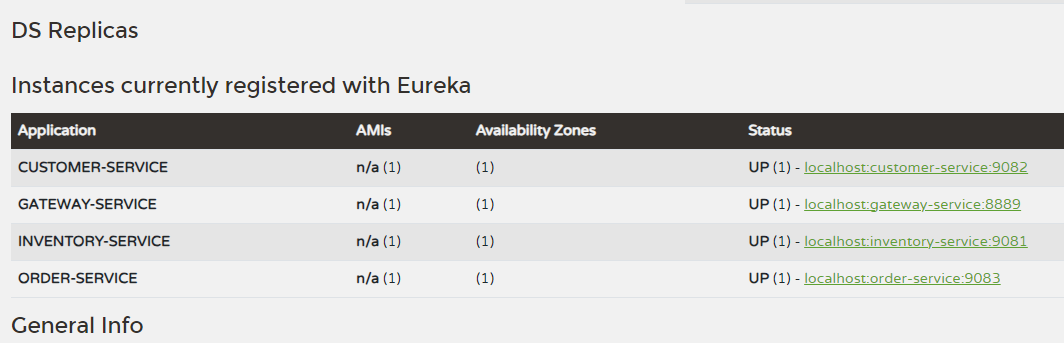 DS Replicas
Instances currently registered with Eureka
Application AMIs Availability Zones Status
CUSTOMER-SERVICE n/a (1) (1) UP (1) - localhost:customer-service:9082
GATEWAY-SERVICE n/a (1) (1) UP (1) - localhost:gateway-service:8889
INVENTORY-SERVICE n/a (1) (1) UP (1) - localhost:inventory-service:9081
ORDER-SERVICE n/a (1) (1) UP (1) - localhost:order-service:9083
General Info